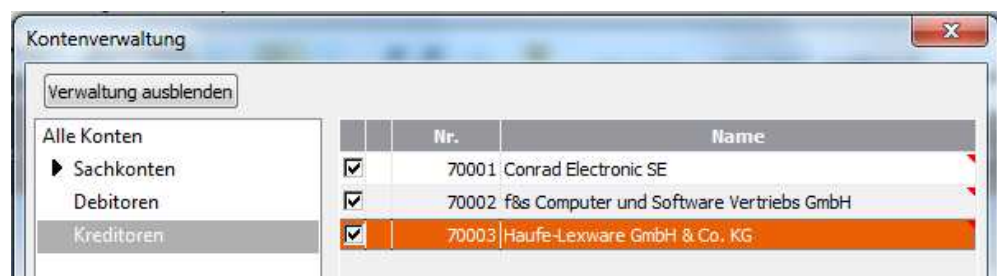 Kontenverwaltung
Verwaltung ausblenden
Alle Konten
Sachkonten
Debitoren
Kreditoren
Nr. Name
70001 Conrad Electronic SE
70002 f&s Computer und Software Vertriebs GmbH
70003 Haufe-Lexware GmbH & Co. KG